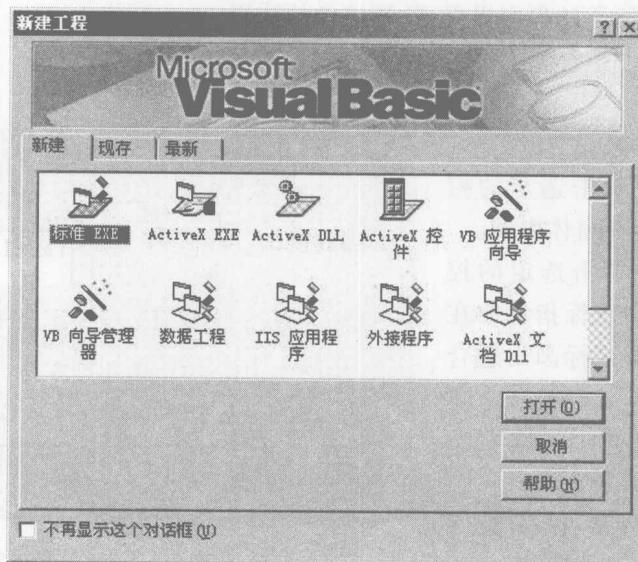 新建工程
Microsoft
Visual Basic
新建
现存
最新
标准 EXE
ActiveX EXE
ActiveX DLL
ActiveX 控
件
VB 应用程序
向导
VB 向导管理
器
数据工程
IIS 应用程
序
外接程序
ActiveX 文
档 Dll
打开(O)
取消
帮助(H)
不再显示这个对话框(U)